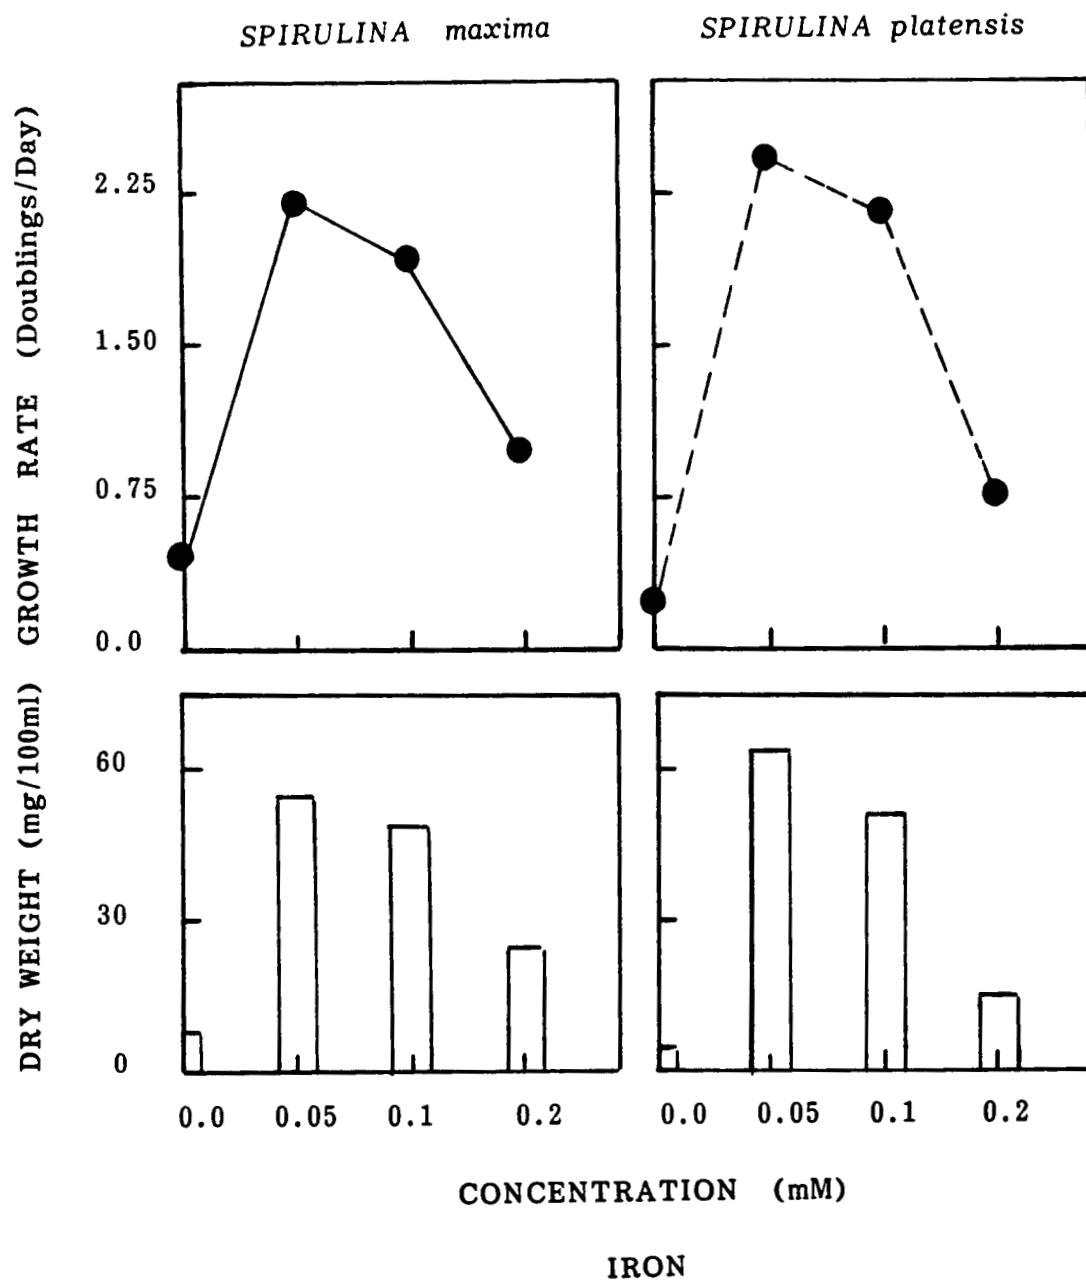 SPIRULINA maxima
SPIRULINA platensis
GROWTH RATE (Doublings/Day)
2.25
1.50
0.75
0.0
DRY WEIGHT (mg/100ml)
60
30
0
0.0 0.05 0.1 0.2
0.0 0.05 0.1 0.2
CONCENTRATION (mM)
IRON